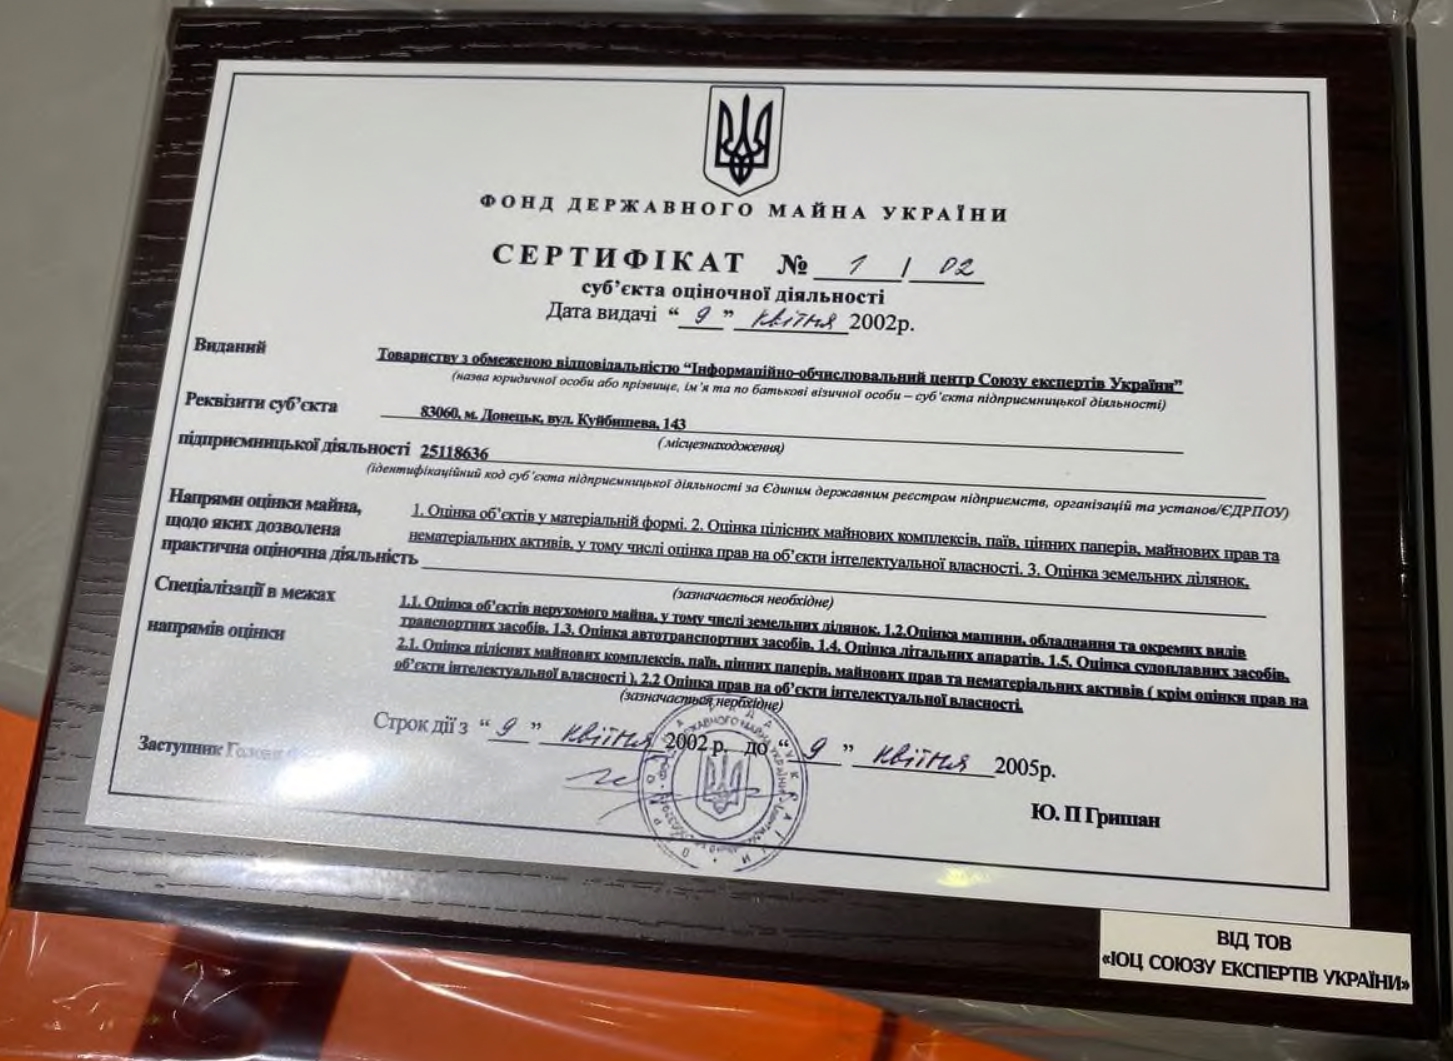 ФОНД ДЕРЖАВНОГО МАЙНА УКРАЇНИ
СЕРТИФІКАТ № 1 / 02
суб’єкта оціночної діяльності
Дата видачі “ 9 ” квітня 2002р.
Виданий Товариству з обмеженою відповідальністю “Інформаційно-обчислювальний центр Союзу експертів України”
(назва юридичної особи або прізвище, ім’я та по батькові візичної особи – суб’єкта підприємницької діяльності)
Реквізити суб’єкта 83060, м. Донецьк, вул. Куйбишева, 143
(місцезнаходження)
підприємницької діяльності 25118636
(ідентифікаційний код суб’єкта підприємницької діяльності за Єдиним державним реєстром підприємств, організацій та установ/ЄДРПОУ)
Напрями оцінки майна, 1. Оцінка об’єктів у матеріальній формі. 2. Оцінка цілісних майнових комплексів, паїв, цінних паперів, майнових прав та
щодо яких дозволена нематеріальних активів, у тому числі оцінка прав на об’єкти інтелектуальної власності. 3. Оцінка земельних ділянок.
практична оціночна діяльність
(зазначається необхідне)
Спеціалізації в межах 1.1. Оцінка об’єктів нерухомого майна, у тому числі земельних ділянок, 1.2.Оцінка машини, обладнання та окремих видів
транспортних засобів. 1.3. Оцінка автотранспортних засобів. 1.4. Оцінка літальних апаратів. 1.5. Оцінка судоплавних засобів.
напрямів оцінки 2.1. Оцінка цілісних майнових комплексів, паїв, цінних паперів, майнових прав та нематеріальних активів ( крім оцінки прав на
об’єкти інтелектуальної власності ), 2.2 Оцінка прав на об’єкти інтелектуальної власності.
(зазначається необхідне)
Строк дії з “ 9 ” квітня 2002 р. до “ 9 ” квітня 2005р.
Заступник Голови
Ю. П Гришан
ВІД ТОВ
«ІОЦ СОЮЗУ ЕКСПЕРТІВ УКРАЇНИ»